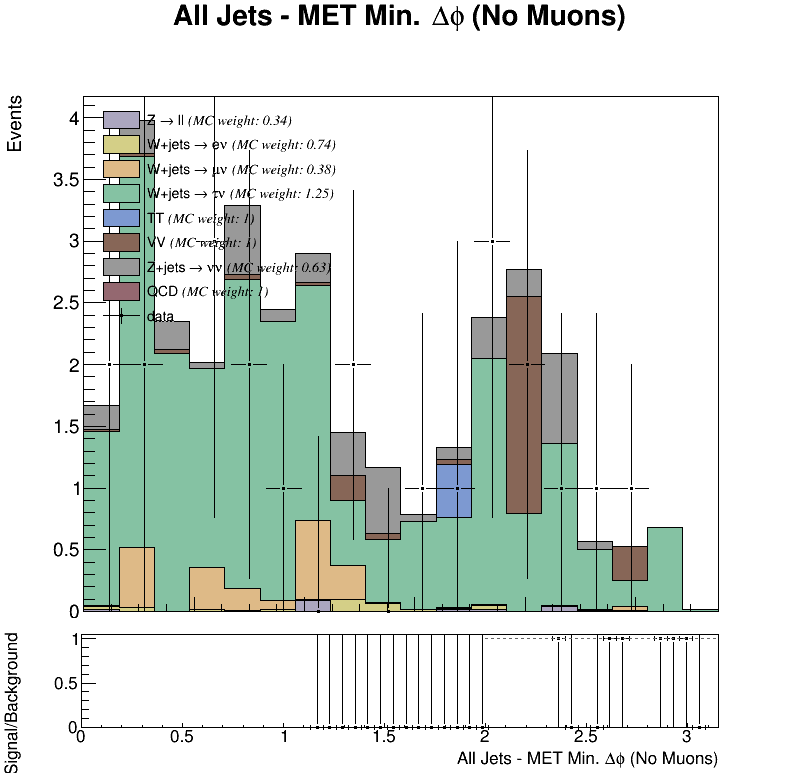 All Jets - MET Min. Δϕ (No Muons)
Events
4
3.5
3
2.5
2
1.5
1
0.5
0
Z → ll (MC weight: 0.34)
W+jets → eν (MC weight: 0.74)
W+jets → μν (MC weight: 0.38)
W+jets → τν (MC weight: 1.25)
TT (MC weight: 1)
VV (MC weight: 1)
Z+jets → νν (MC weight: 0.63)
QCD (MC weight: 1)
data
Signal/Background
1
0.5
0
0 0.5 1 1.5 2 2.5 3
All Jets - MET Min. Δϕ (No Muons)